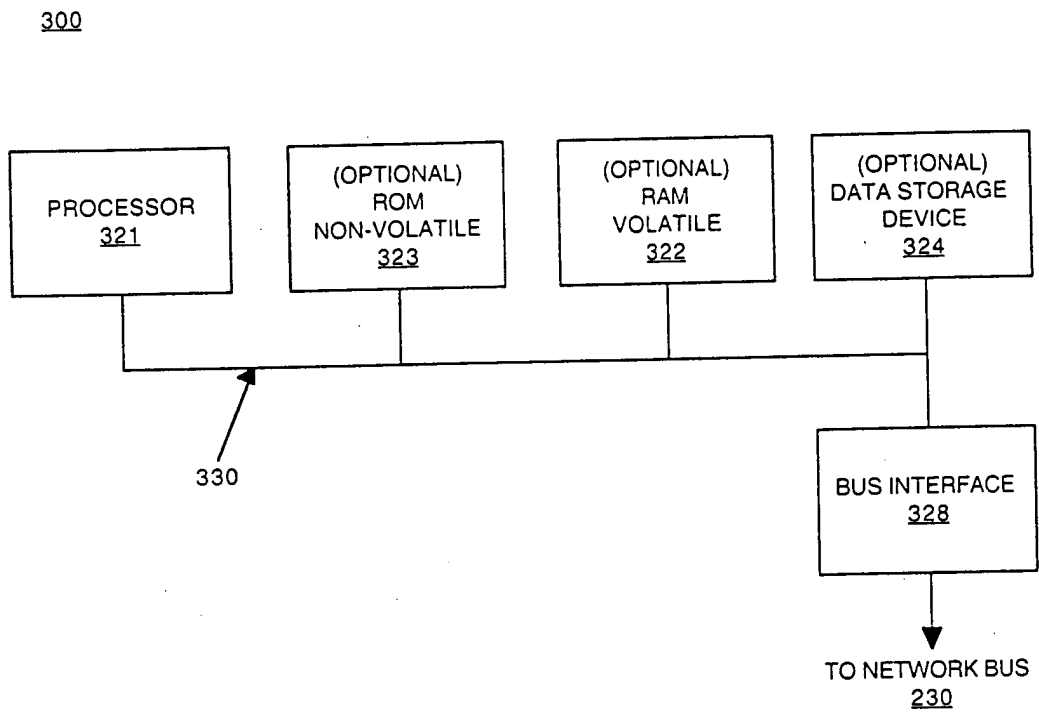 300
PROCESSOR
321
(OPTIONAL)
ROM
NON-VOLATILE
323
(OPTIONAL)
RAM
VOLATILE
322
(OPTIONAL)
DATA STORAGE
DEVICE
324
330
BUS INTERFACE
328
TO NETWORK BUS
230